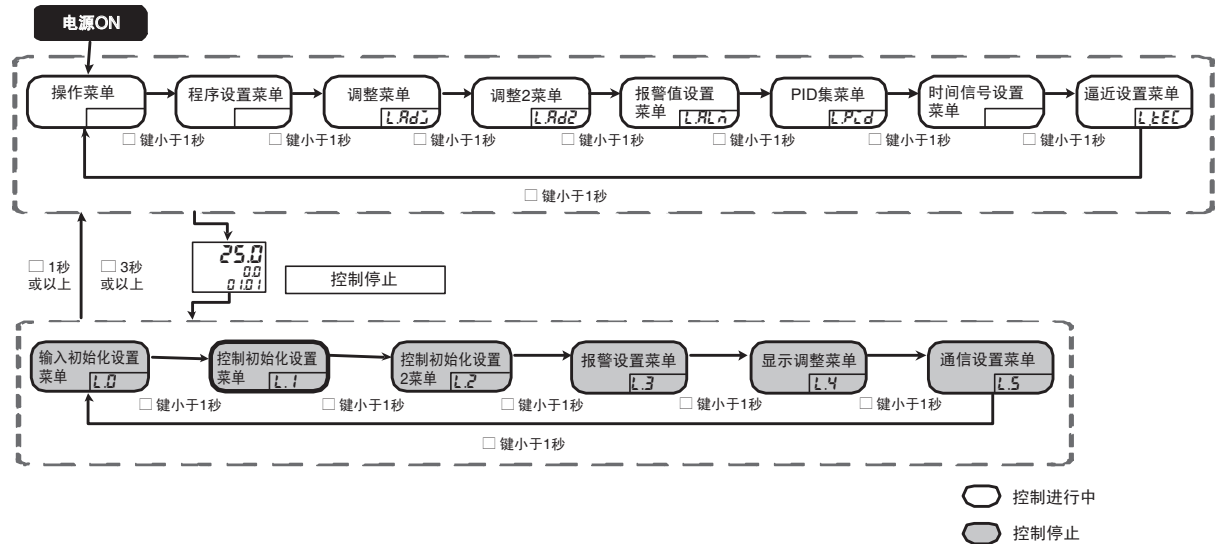 电源ON
操作菜单
程序设置菜单
调整菜单
L.AdJ
调整2菜单
L.Ad2
报警值设置
菜单 L.ALM
PID集菜单
L.PId
时间信号设置
菜单
逼近设置菜单
L.tEC
□ 键小于1秒
□ 键小于1秒
□ 键小于1秒
□ 键小于1秒
□ 键小于1秒
□ 键小于1秒
□ 键小于1秒
□ 键小于1秒
□ 1秒
或以上
□ 3秒
或以上
25.0
0.0
01.01
控制停止
输入初始化设置
菜单 L.0
控制初始化设置
菜单 L.1
控制初始化设置
2菜单 L.2
报警设置菜单
L.3
显示调整菜单
L.4
通信设置菜单
L.5
□ 键小于1秒
□ 键小于1秒
□ 键小于1秒
□ 键小于1秒
□ 键小于1秒
□ 键小于1秒
控制进行中
控制停止